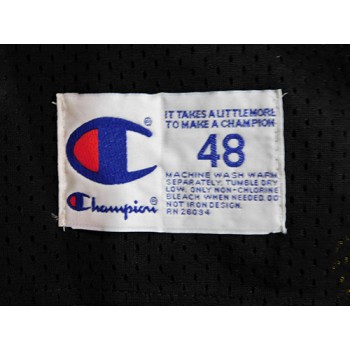 Champion®
IT TAKES A LITTLE MORE
TO MAKE A CHAMPION
48
MACHINE WASH WARM
SEPARATELY. TUMBLE DRY
LOW. ONLY NON-CHLORINE
BLEACH WHEN NEEDED. DO
NOT IRON DESIGN.
RN 26094